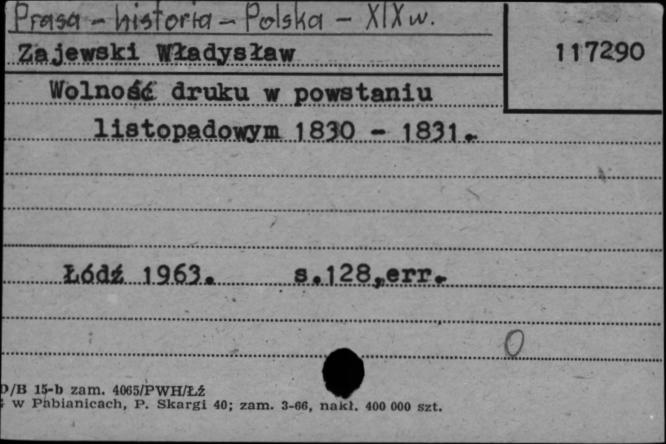 Prasa - historia - Polska - XIX w.
Zajewski Władysław
117290
Wolność druku w powstaniu
listopadowym 1830 - 1831.
Łódź 1963. s.128,err.
0
D/B 15-b zam. 4065/PWH/ŁŹ
w Pabianicach, P. Skargi 40; zam. 3-66, nakł. 400 000 szt.